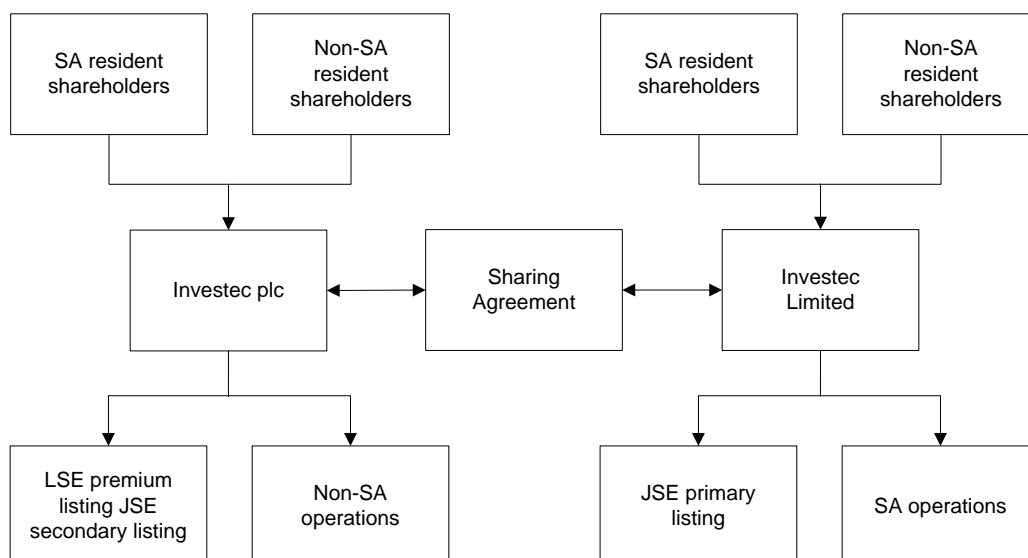 SA resident
shareholders
Non-SA
resident
shareholders
SA resident
shareholders
Non-SA
resident
shareholders
Investec plc
Sharing
Agreement
Investec
Limited
LSE premium
listing JSE
secondary listing
Non-SA
operations
JSE primary
listing
SA operations